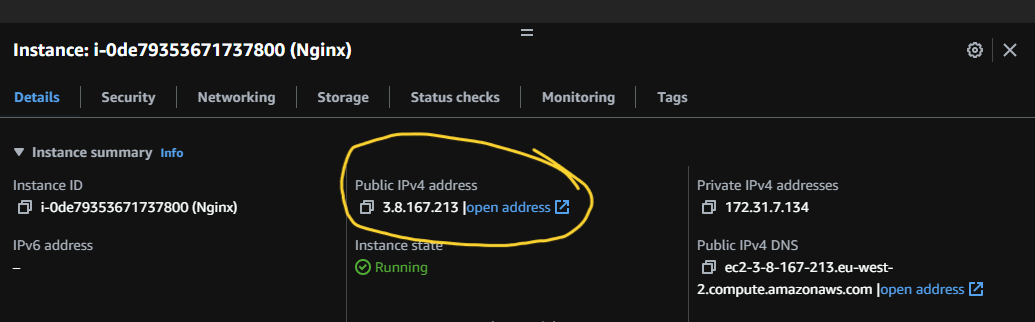 Instance: i-0de79353671737800 (Nginx)
Details Security Networking Storage Status checks Monitoring Tags
Instance summary Info
Instance ID
i-0de79353671737800 (Nginx)
Public IPv4 address
3.8.167.213 |open address
Private IPv4 addresses
172.31.7.134
IPv6 address
–
Instance state
Running
Public IPv4 DNS
ec2-3-8-167-213.eu-west-
2.compute.amazonaws.com |open address